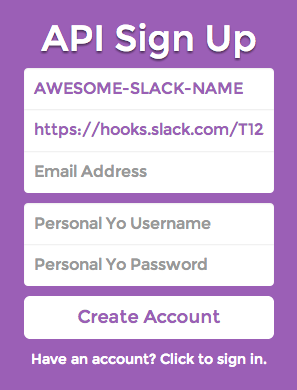 API Sign Up
AWESOME-SLACK-NAME
https://hooks.slack.com/T12
Email Address
Personal Yo Username
Personal Yo Password
Create Account
Have an account? Click to sign in.